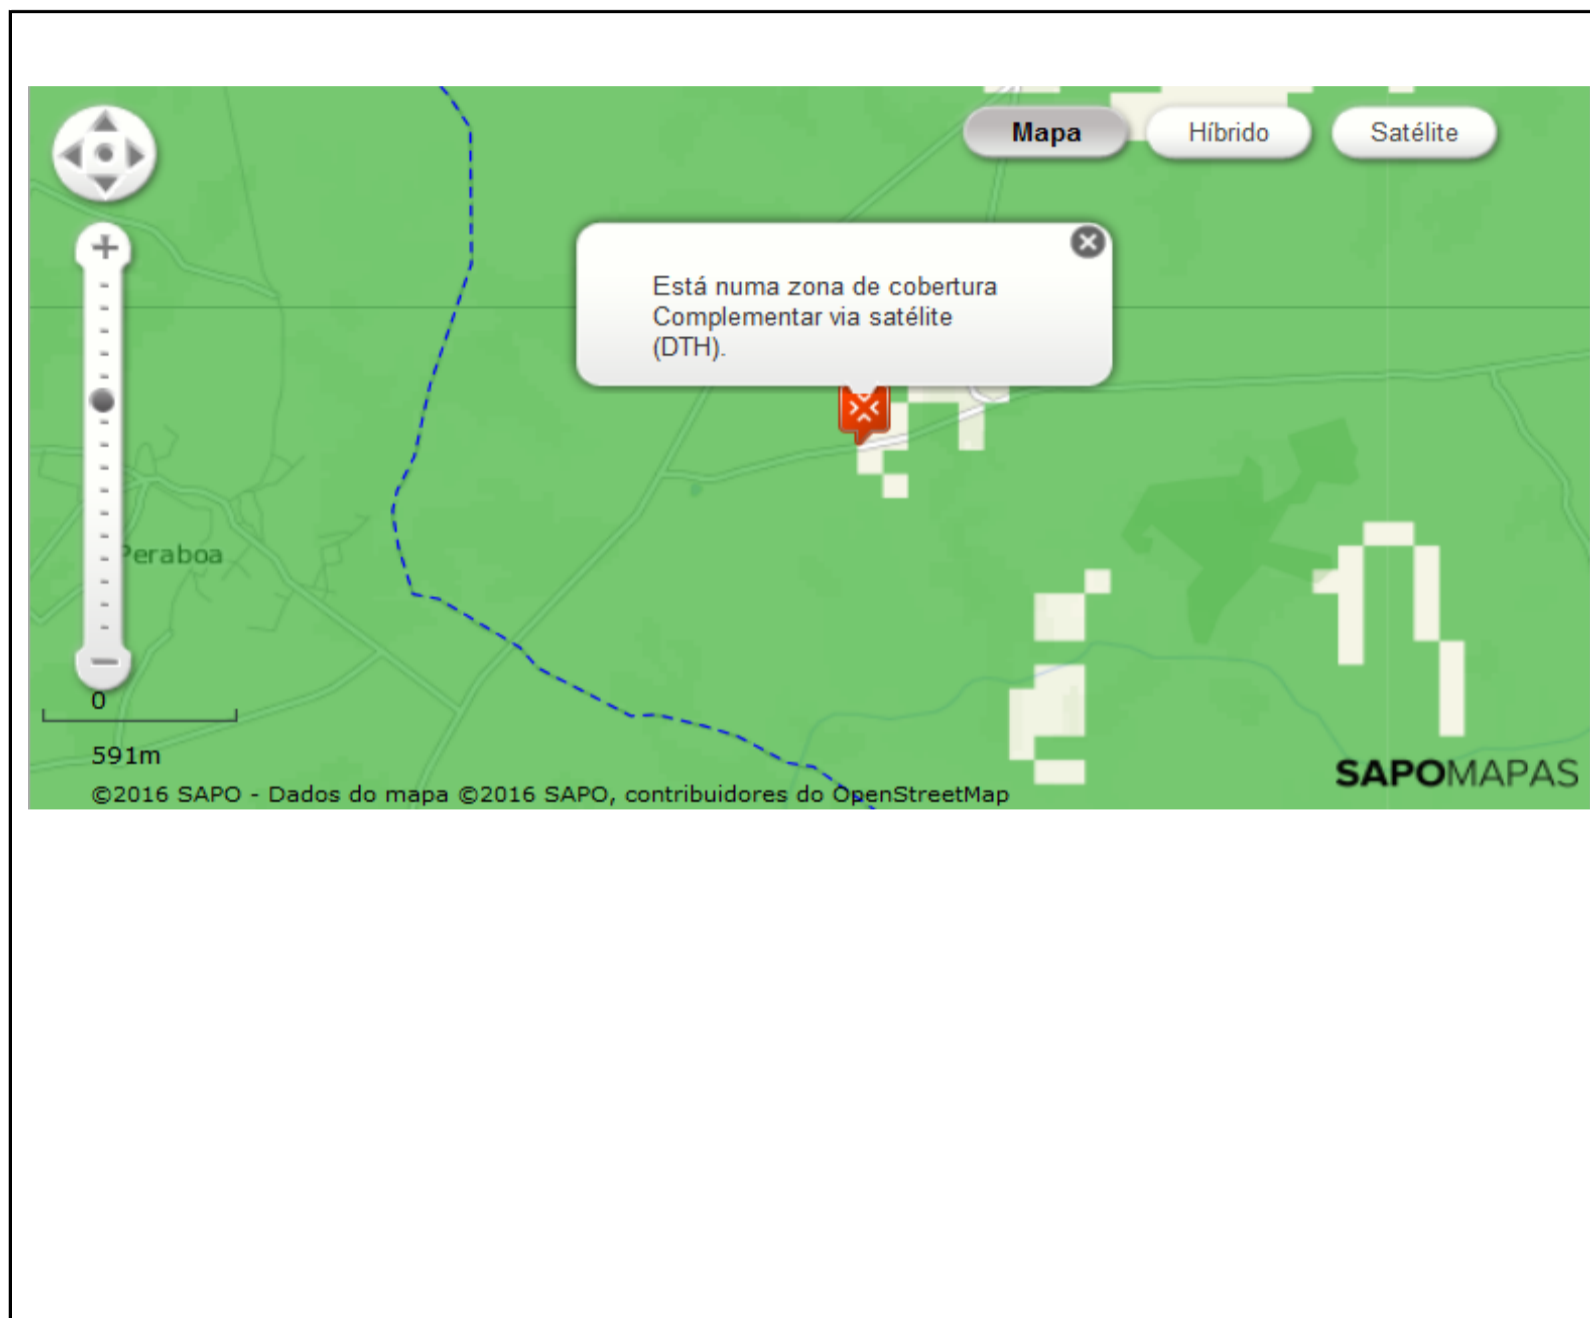 Mapa
Híbrido
Satélite
Está numa zona de cobertura
Complementar via satélite
(DTH).
Peraboa
0
591m
SAPOMAPAS
©2016 SAPO - Dados do mapa ©2016 SAPO, contribuidores do OpenStreetMap